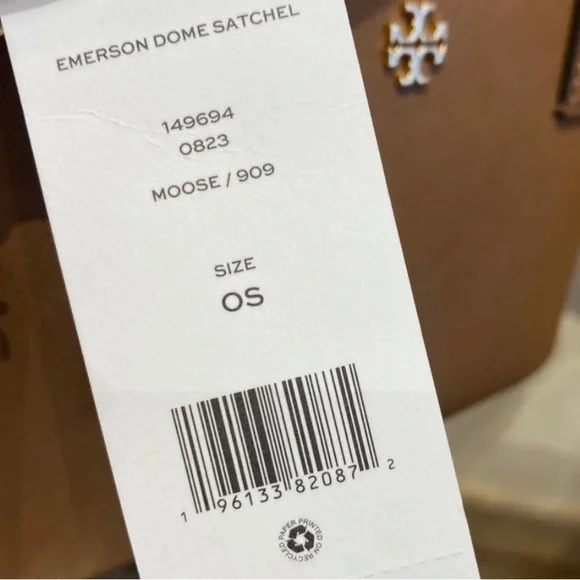 EMERSON DOME SATCHEL
149694
0823
MOOSE / 909
SIZE
OS
1 96133 82087 2
PAPER PRINTED ON RECYCLED